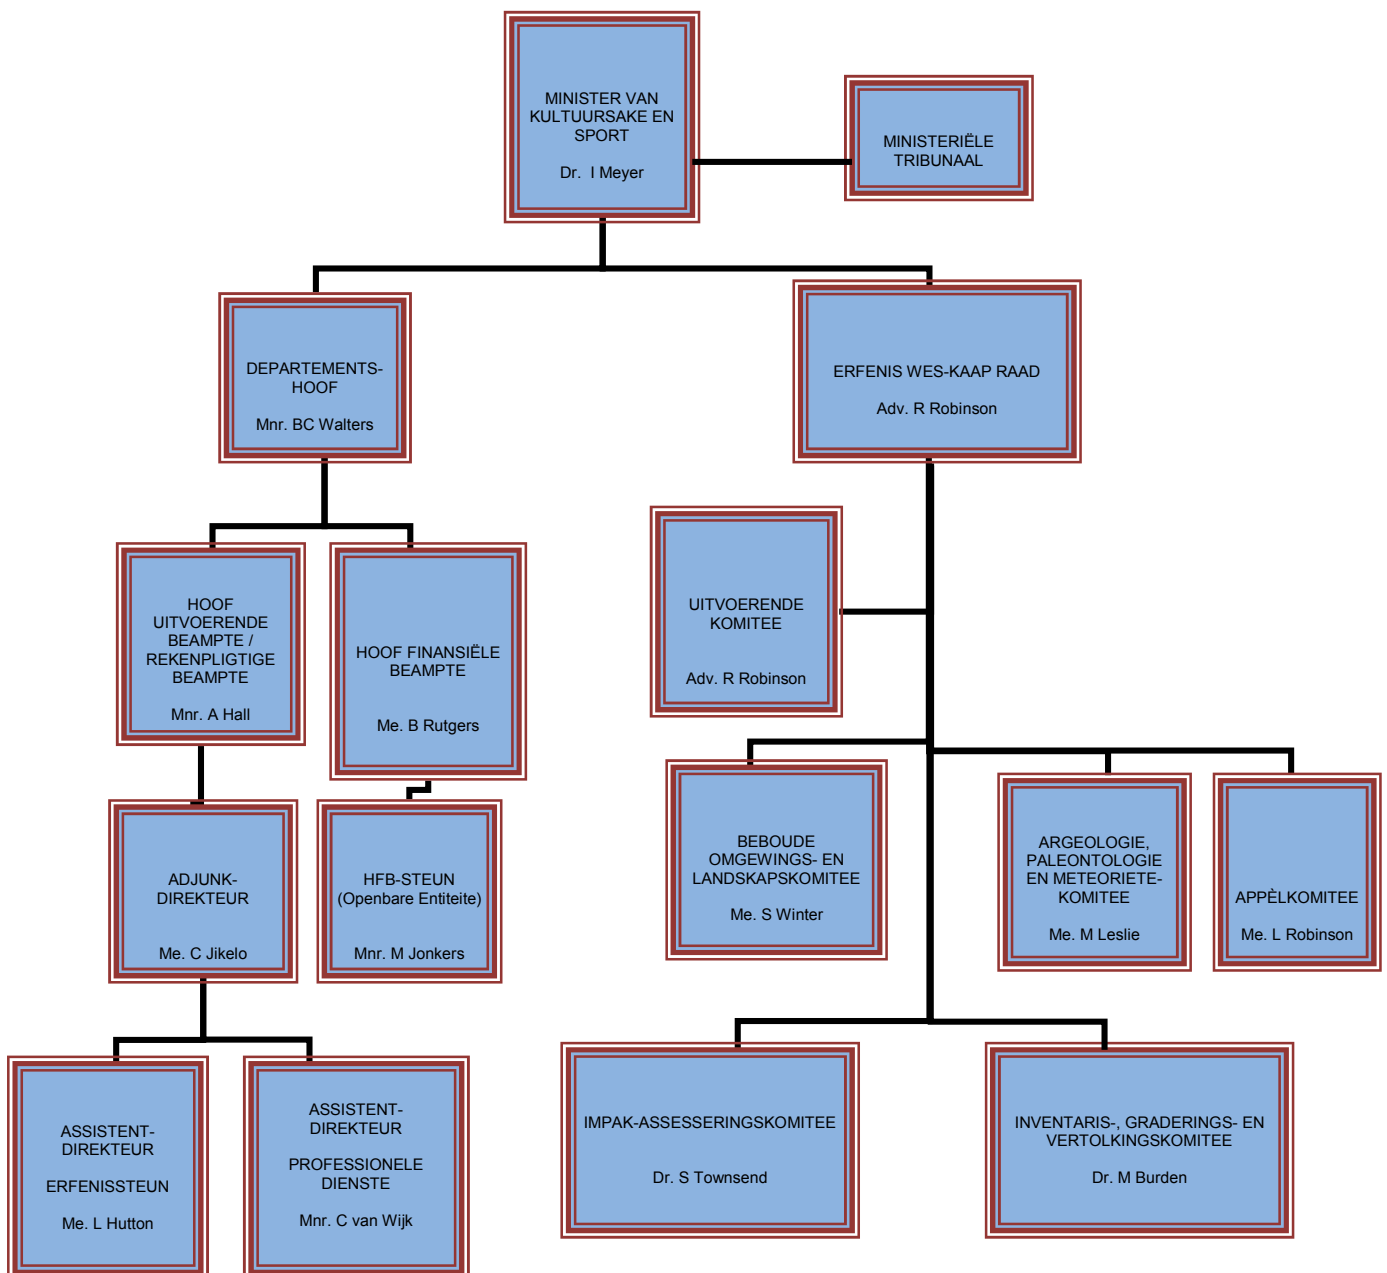 MINISTER VAN
KULTUURSAKE EN
SPORT
Dr. I Meyer
MINISTERIËLE
TRIBUNAAL
DEPARTEMENTS-
HOOF
Mnr. BC Walters
ERFENIS WES-KAAP RAAD
Adv. R Robinson
HOOF
UITVOERENDE
BEAMPTE /
REKENPLIGTIGE
BEAMPTE
Mnr. A Hall
HOOF FINANSIËLE
BEAMPTE
Me. B Rutgers
UITVOERENDE
KOMITEE
Adv. R Robinson
ADJUNK-
DIREKTEUR
Me. C Jikelo
HFB-STEUN
(Openbare Entiteite)
Mnr. M Jonkers
BEBOUDE
OMGEWINGS- EN
LANDSKAPSKOMITEE
Me. S Winter
ARGEOLOGIE,
PALEONTOLOGIE
EN METEORIETE-
KOMITEE
Me. M Leslie
APPÈLKOMITEE
Me. L Robinson
ASSISTENT-
DIREKTEUR
ERFENISSTEUN
Me. L Hutton
ASSISTENT-
DIREKTEUR
PROFESSIONELE
DIENSTE
Mnr. C van Wijk
IMPAK-ASSESSERINGSKOMITEE
Dr. S Townsend
INVENTARIS-, GRADERINGS- EN
VERTOLKINGSKOMITEE
Dr. M Burden